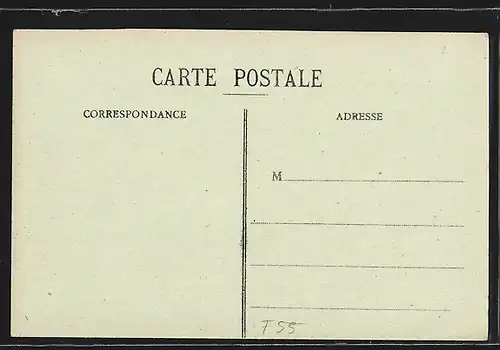 CARTE POSTALE
CORRESPONDANCE
ADRESSE
M
F55